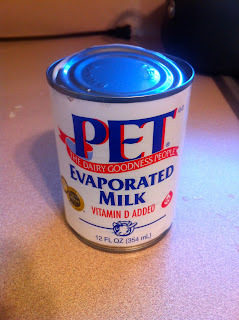 PET®
THE DAIRY GOODNESS PEOPLE
EVAPORATED
MILK
VITAMIN D ADDED
12 FL OZ (354 mL)